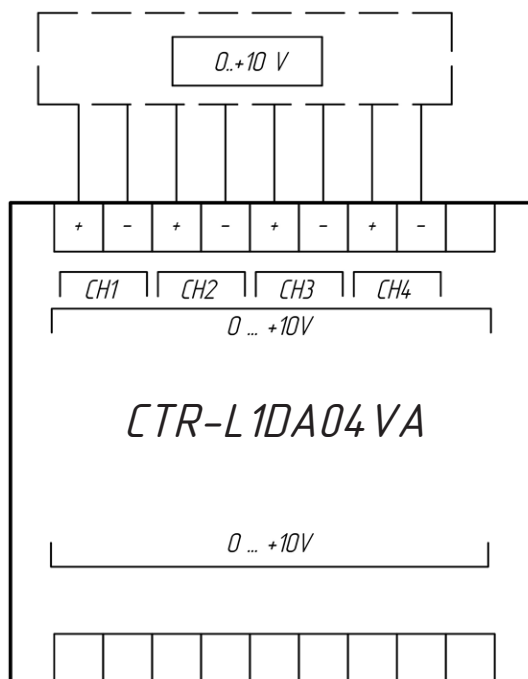 0..+10 V
+ - + - + - + -
CH1 CH2 CH3 CH4
0 ... +10V
CTR-L1DA04VA
0 ... +10V